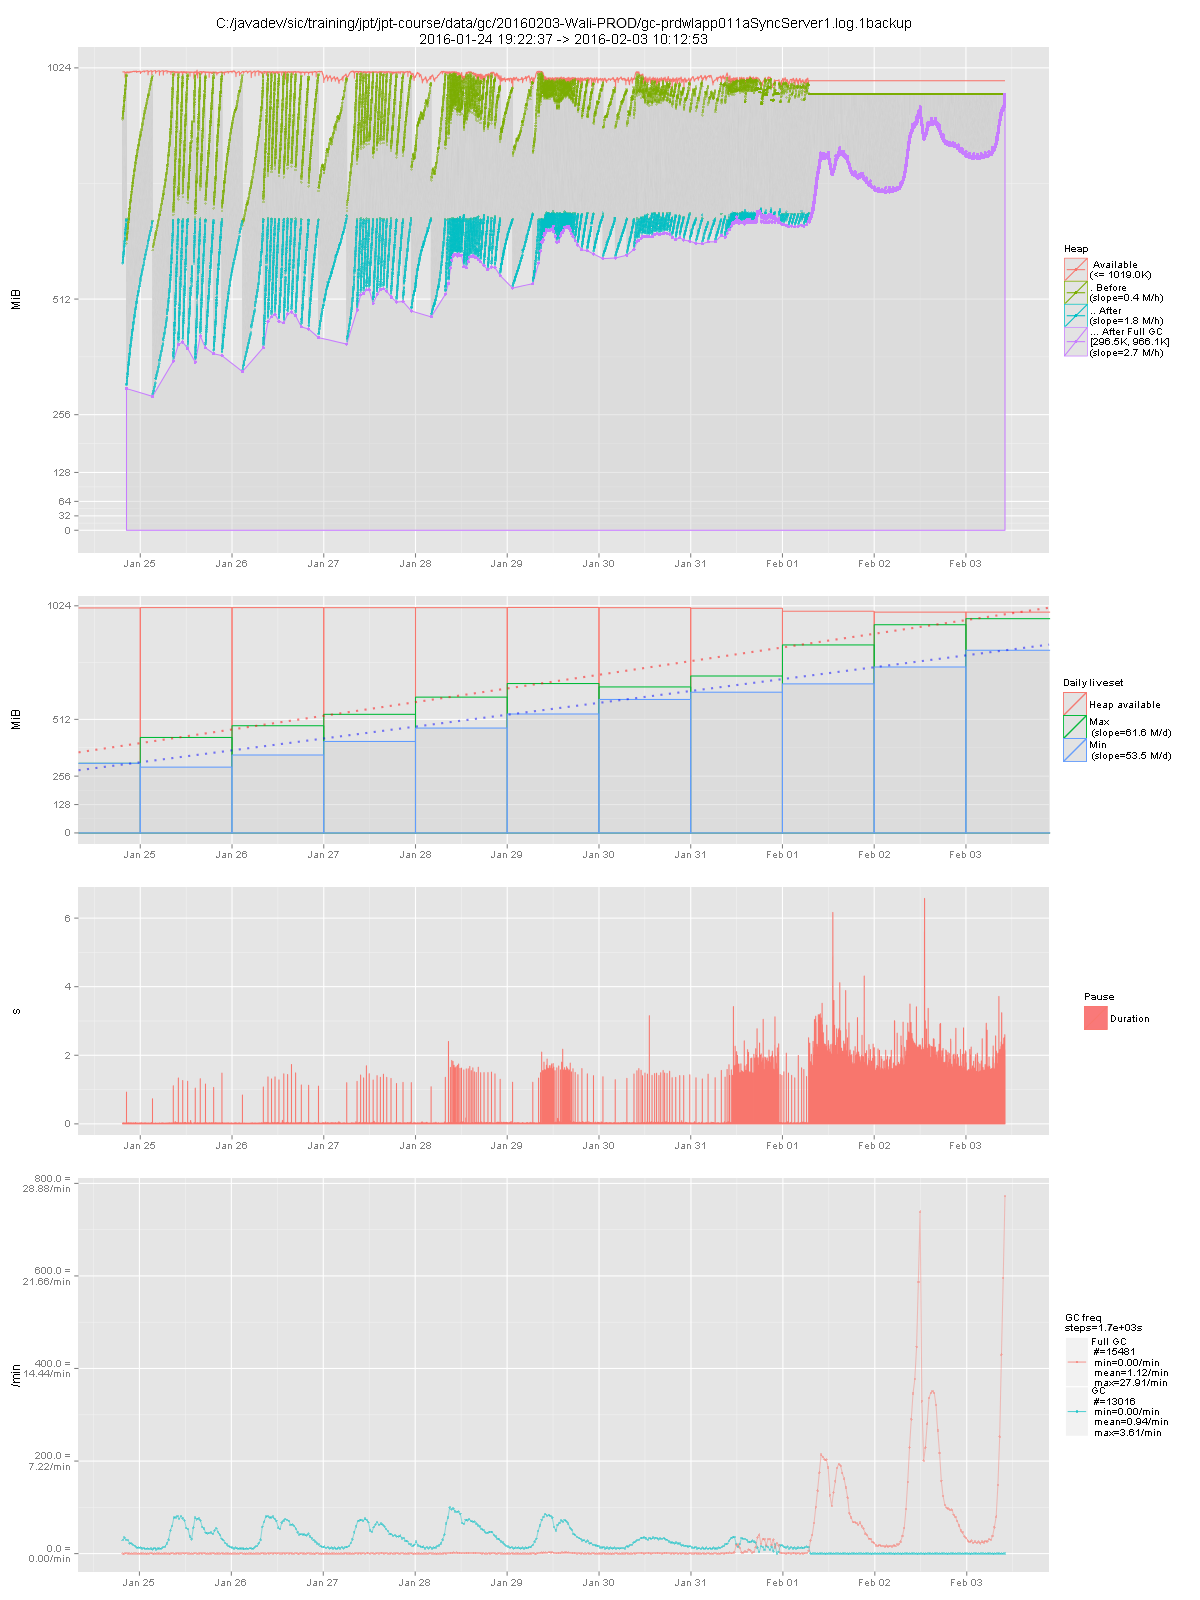 C:/javadev/sic/training/jpt/jpt-course/data/gc/20160203-Wali-PROD/gc-prdwlapp011aSyncServer1.log.1backup
2016-01-24 19:22:37 -> 2016-02-03 10:12:53
1024
512
256
128
64
32
0
MiB
Jan 25
Jan 26
Jan 27
Jan 28
Jan 29
Jan 30
Jan 31
Feb 01
Feb 02
Feb 03
Heap
Available
(<= 1019.0K)
. Before
(slope=0.4 M/h)
.. After
(slope=1.8 M/h)
... After Full GC
[296.5K, 966.1K]
(slope=2.7 M/h)
1024
512
256
128
0
MiB
Jan 25
Jan 26
Jan 27
Jan 28
Jan 29
Jan 30
Jan 31
Feb 01
Feb 02
Feb 03
Daily liveset
Heap available
Max
(slope=61.6 M/d)
Min
(slope=53.5 M/d)
6
4
2
0
s
Jan 25
Jan 26
Jan 27
Jan 28
Jan 29
Jan 30
Jan 31
Feb 01
Feb 02
Feb 03
Pause
Duration
800.0 =
28.88/min
600.0 =
21.66/min
400.0 =
14.44/min
200.0 =
7.22/min
0.0 =
0.00/min
/min
Jan 25
Jan 26
Jan 27
Jan 28
Jan 29
Jan 30
Jan 31
Feb 01
Feb 02
Feb 03
GC freq
steps=1.7e+03s
Full GC
#=15481
min=0.00/min
mean=1.12/min
max=27.91/min
GC
#=13016
min=0.00/min
mean=0.94/min
max=3.61/min